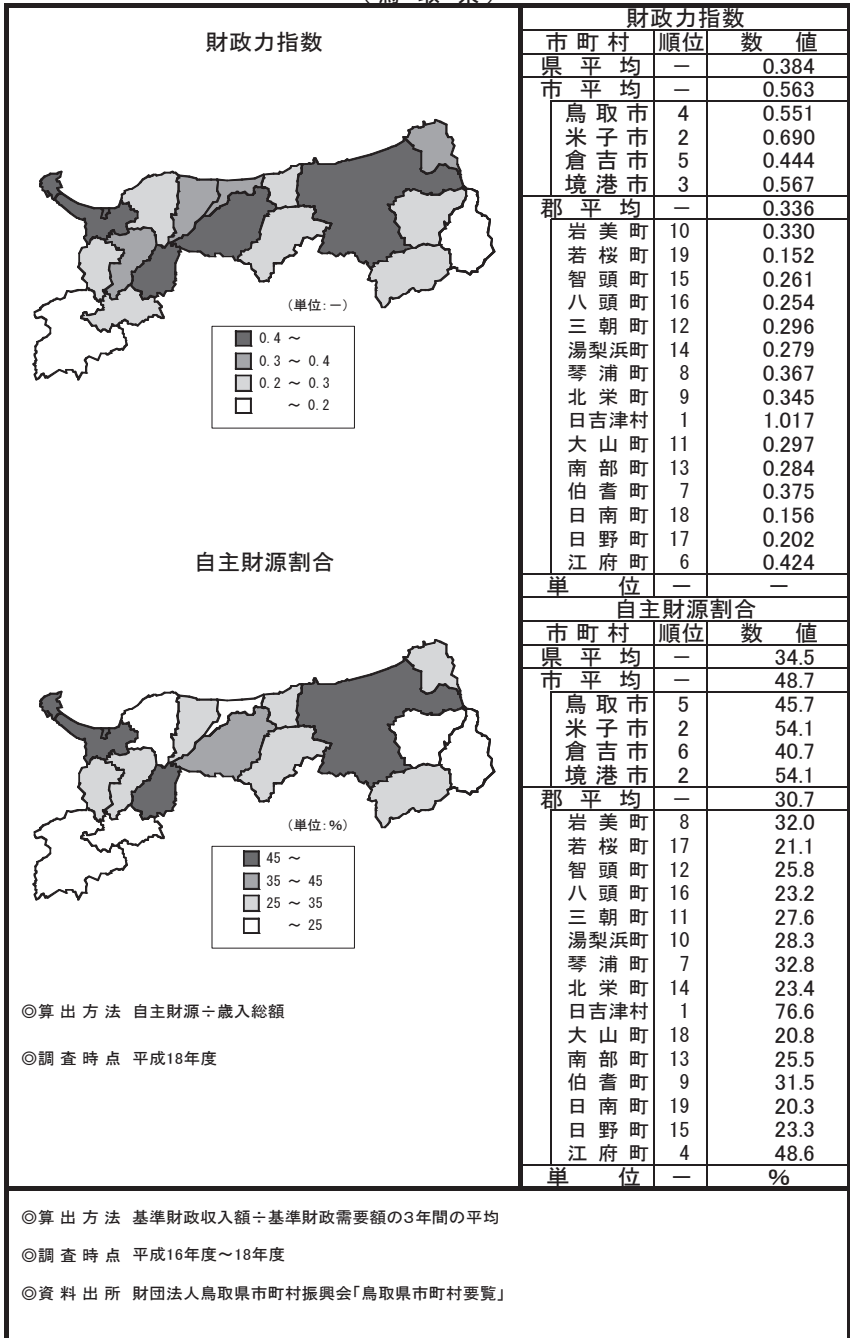 (鳥 取 県)
財政力指数
(単位:－)
0.4 ～
0.3 ～ 0.4
0.2 ～ 0.3
～ 0.2
財政力指数
市町村 順位 数 値
県 平 均 － 0.384
市 平 均 － 0.563
鳥取市 4 0.551
米子市 2 0.690
倉吉市 5 0.444
境港市 3 0.567
郡 平 均 － 0.336
岩美町 10 0.330
若桜町 19 0.152
智頭町 15 0.261
八頭町 16 0.254
三朝町 12 0.296
湯梨浜町 14 0.279
琴浦町 8 0.367
北栄町 9 0.345
日吉津村 1 1.017
大山町 11 0.297
南部町 13 0.284
伯耆町 7 0.375
日南町 18 0.156
日野町 17 0.202
江府町 6 0.424
単 位 － －
自主財源割合
(単位:%)
45 ～
35 ～ 45
25 ～ 35
～ 25
◎算 出 方 法 自主財源÷歳入総額
◎調 査 時 点 平成18年度
自主財源割合
市町村 順位 数 値
県 平 均 － 34.5
市 平 均 － 48.7
鳥取市 5 45.7
米子市 2 54.1
倉吉市 6 40.7
境港市 2 54.1
郡 平 均 － 30.7
岩美町 8 32.0
若桜町 17 21.1
智頭町 12 25.8
八頭町 16 23.2
三朝町 11 27.6
湯梨浜町 10 28.3
琴浦町 7 32.8
北栄町 14 23.4
日吉津村 1 76.6
大山町 18 20.8
南部町 13 25.5
伯耆町 9 31.5
日南町 19 20.3
日野町 15 23.3
江府町 4 48.6
単 位 － %
◎算 出 方 法 基準財政収入額÷基準財政需要額の3年間の平均
◎調 査 時 点 平成16年度～18年度
◎資 料 出 所 財団法人鳥取県市町村振興会「鳥取県市町村要覧」